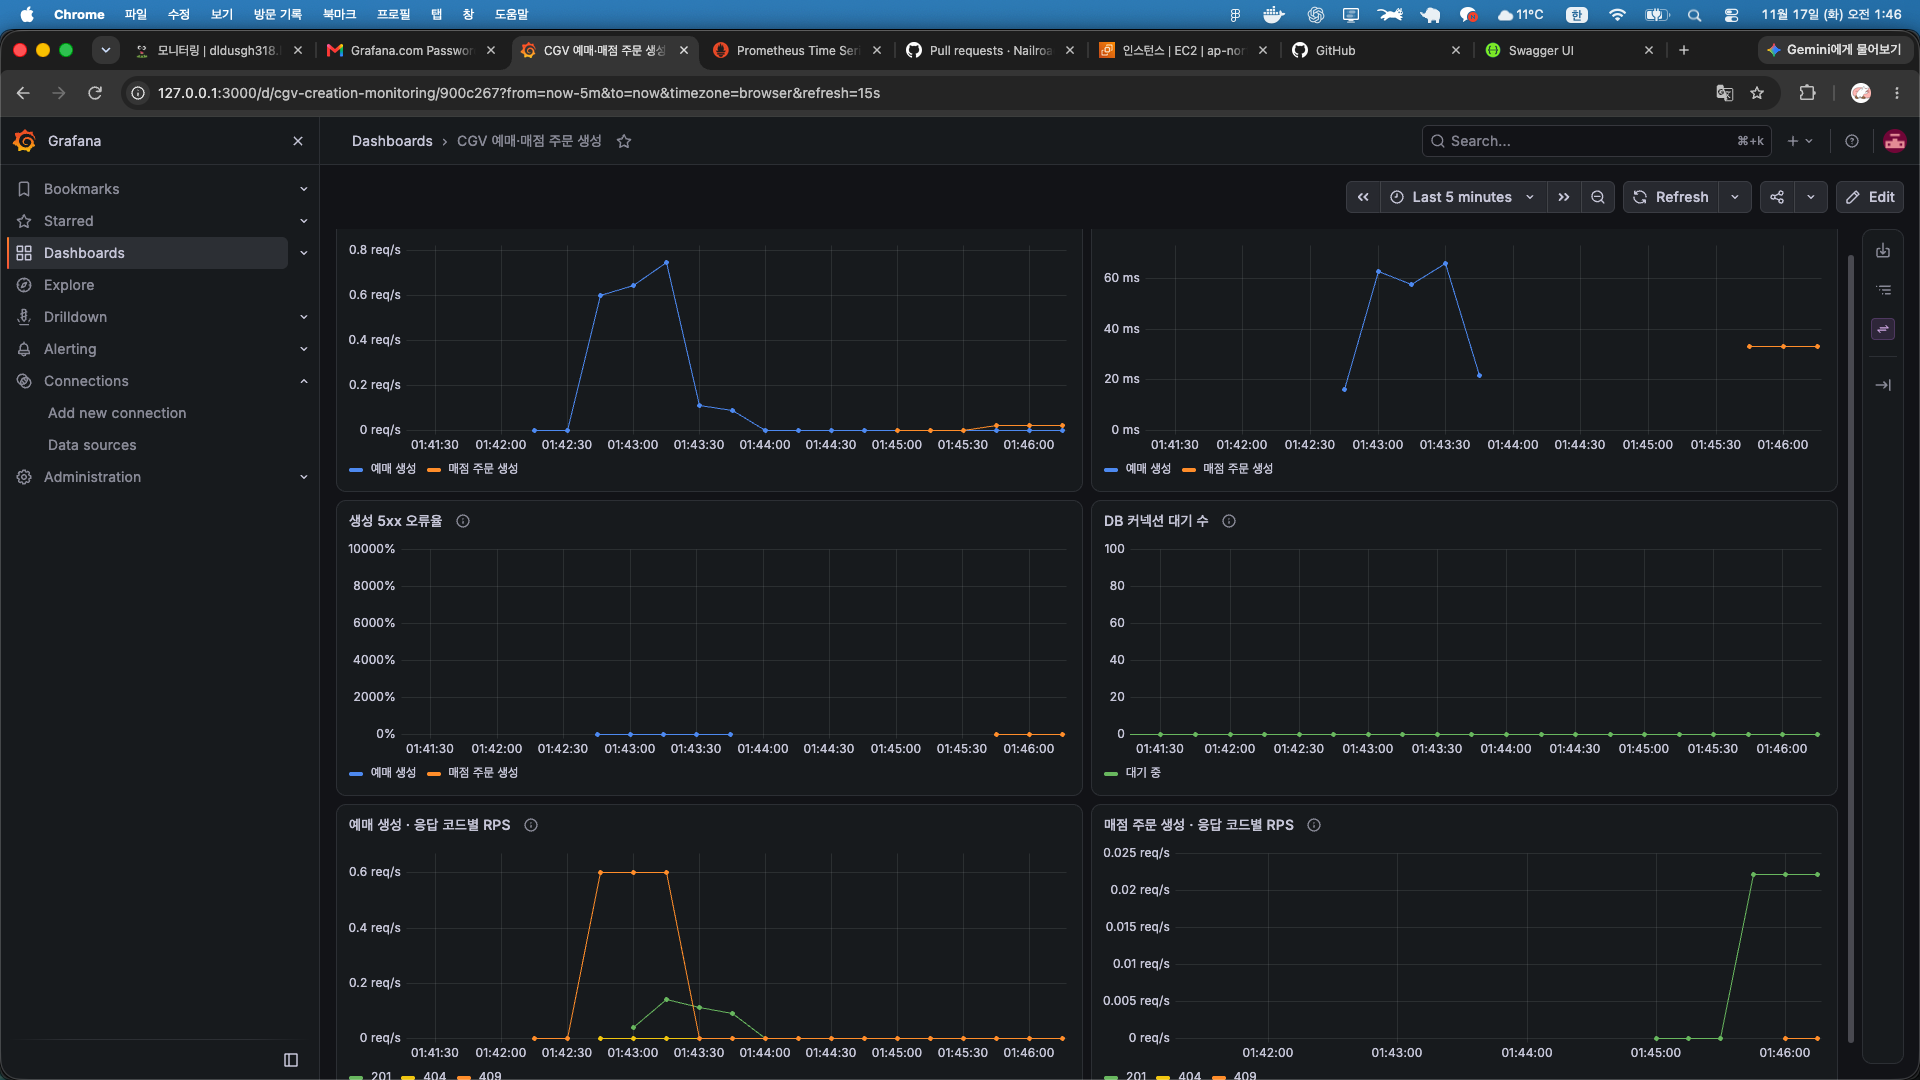 Chrome 파일 수정 보기 방문 기록 북마크 프로필 탭 창 도움말 11°C 한 11월 17일 (화) 오전 1:46
모니터링 | dldusgh318. Grafana.com Passwor CGV 예매·매점 주문 생성 Prometheus Time Seri Pull requests · Nailroa 인스턴스 | EC2 | ap-nor GitHub Swagger UI Gemini에게 물어보기
127.0.0.1:3000/d/cgv-creation-monitoring/900c267?from=now-5m&to=now&timezone=browser&refresh=15s
Grafana
Dashboards › CGV 예매·매점 주문 생성
Search... ⌘+k
Bookmarks
Starred
Dashboards
Explore
Drilldown
Alerting
Connections
Add new connection
Data sources
Administration
Last 5 minutes Refresh Edit
0.8 req/s
0.6 req/s
0.4 req/s
0.2 req/s
0 req/s
01:41:30 01:42:00 01:42:30 01:43:00 01:43:30 01:44:00 01:44:30 01:45:00 01:45:30 01:46:00
예매 생성 매점 주문 생성
60 ms
40 ms
20 ms
0 ms
01:41:30 01:42:00 01:42:30 01:43:00 01:43:30 01:44:00 01:44:30 01:45:00 01:45:30 01:46:00
예매 생성 매점 주문 생성
생성 5xx 오류율
10000%
8000%
6000%
4000%
2000%
0%
01:41:30 01:42:00 01:42:30 01:43:00 01:43:30 01:44:00 01:44:30 01:45:00 01:45:30 01:46:00
예매 생성 매점 주문 생성
DB 커넥션 대기 수
100
80
60
40
20
0
01:41:30 01:42:00 01:42:30 01:43:00 01:43:30 01:44:00 01:44:30 01:45:00 01:45:30 01:46:00
대기 중
예매 생성 · 응답 코드별 RPS
0.6 req/s
0.4 req/s
0.2 req/s
0 req/s
01:41:30 01:42:00 01:42:30 01:43:00 01:43:30 01:44:00 01:44:30 01:45:00 01:45:30 01:46:00
201 404 409
매점 주문 생성 · 응답 코드별 RPS
0.025 req/s
0.02 req/s
0.015 req/s
0.01 req/s
0.005 req/s
0 req/s
01:42:00 01:43:00 01:44:00 01:45:00 01:46:00
201 404 409